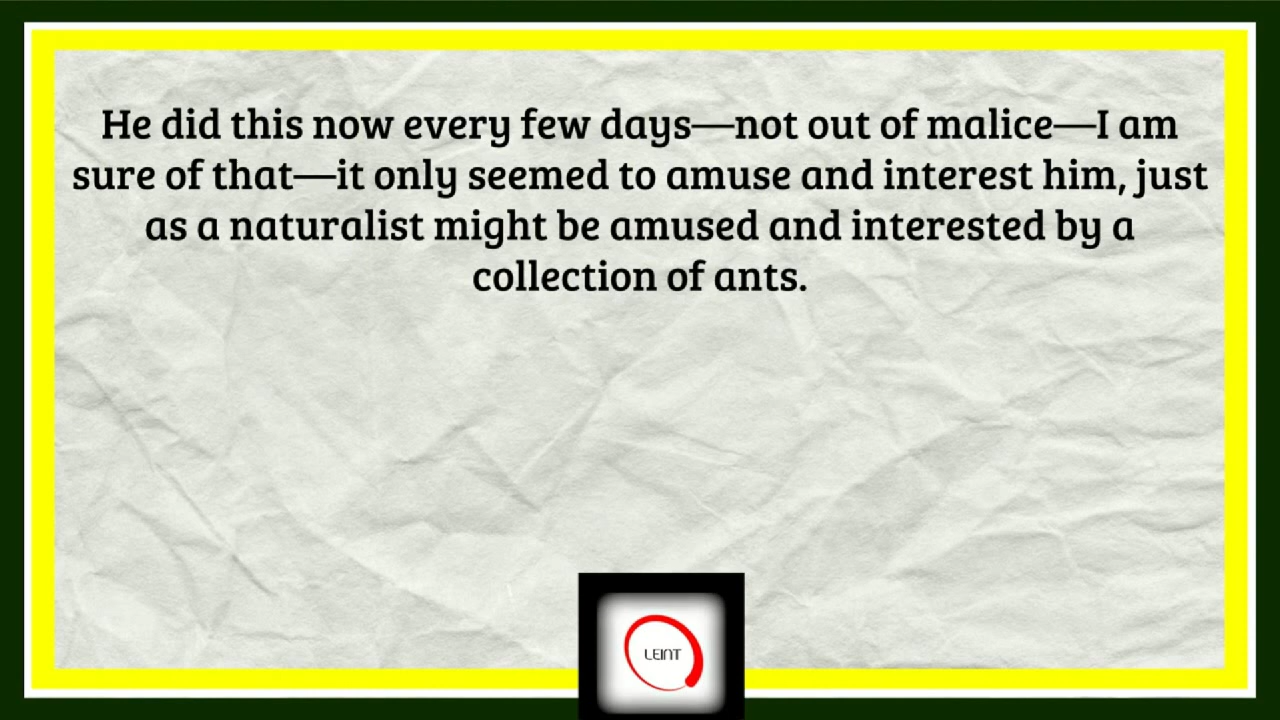 He did this now every few days—not out of malice—I am
sure of that—it only seemed to amuse and interest him, just
as a naturalist might be amused and interested by a
collection of ants.
LEINT